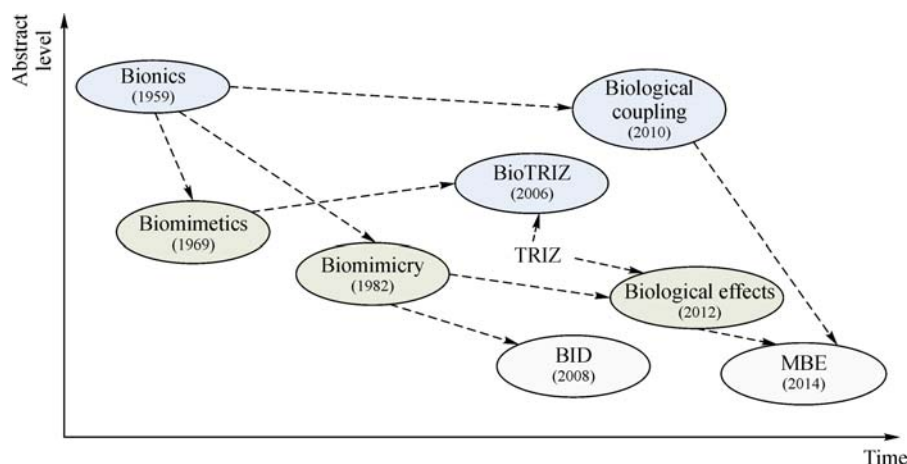 Abstract
level
Bionics
(1959)
Biological
coupling
(2010)
BioTRIZ
(2006)
Biomimetics
(1969)
TRIZ
Biomimicry
(1982)
Biological effects
(2012)
BID
(2008)
MBE
(2014)
Time